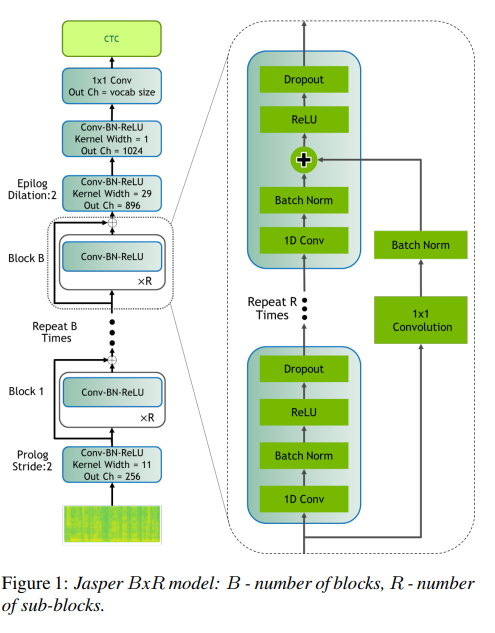 CTC
1x1 Conv
Out Ch = vocab size
Conv-BN-ReLU
Kernel Width = 1
Out Ch = 1024
Epilog
Dilation:2
Conv-BN-ReLU
Kernel Width = 29
Out Ch = 896
Block B
Conv-BN-ReLU
×R
Repeat B
Times
Block 1
Conv-BN-ReLU
×R
Prolog
Stride:2
Conv-BN-ReLU
Kernel Width = 11
Out Ch = 256
Dropout
ReLU
+
Batch Norm
1D Conv
Repeat R
Times
Dropout
ReLU
Batch Norm
1D Conv
Batch Norm
1x1
Convolution
Figure 1: Jasper BxR model: B - number of blocks, R - number
of sub-blocks.